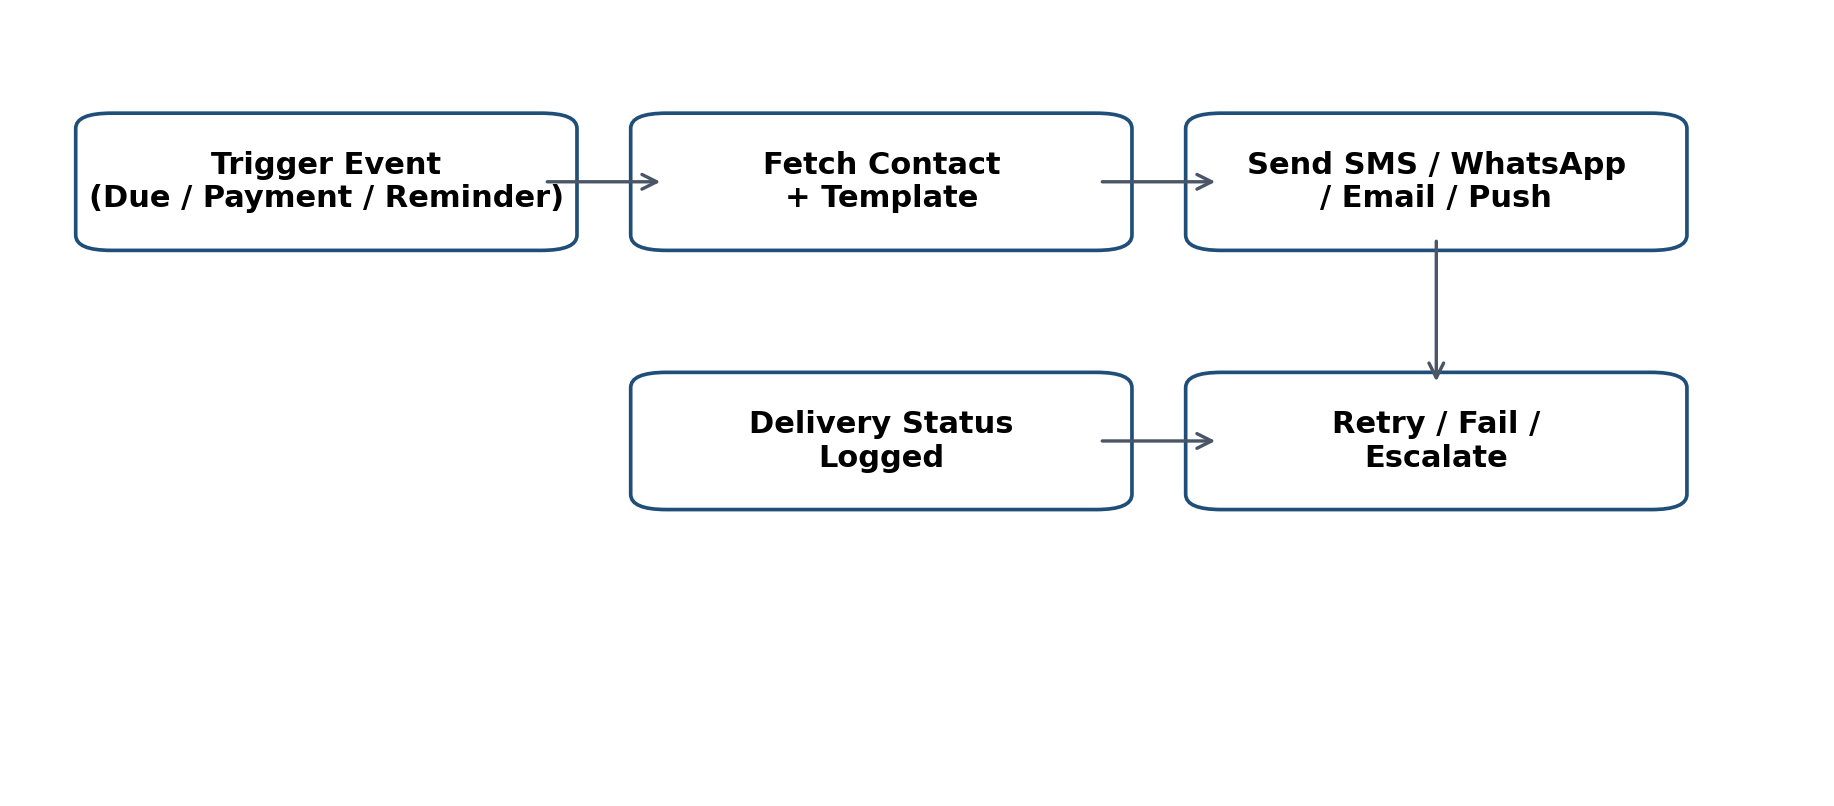 Trigger Event
(Due / Payment / Reminder)
Fetch Contact
+ Template
Send SMS / WhatsApp
/ Email / Push
Delivery Status
Logged
Retry / Fail /
Escalate